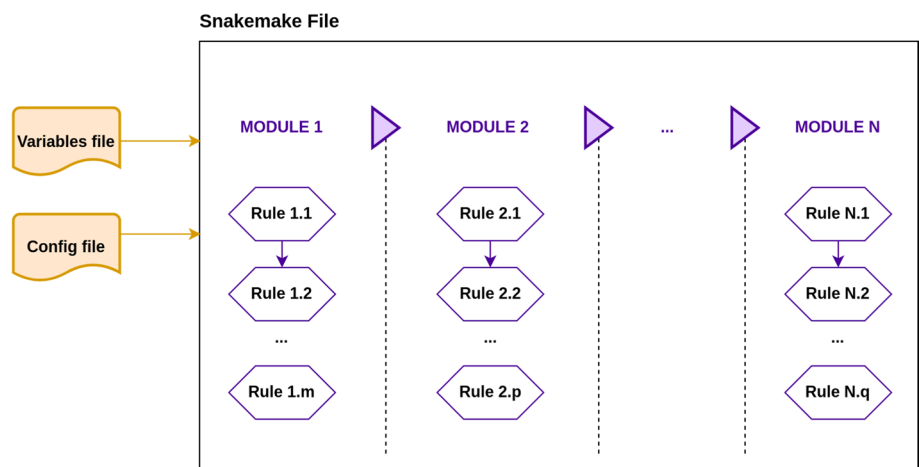 Snakemake File
Variables file
Config file
MODULE 1
MODULE 2
...
MODULE N
Rule 1.1
Rule 2.1
Rule N.1
Rule 1.2
Rule 2.2
Rule N.2
...
...
...
Rule 1.m
Rule 2.p
Rule N.q